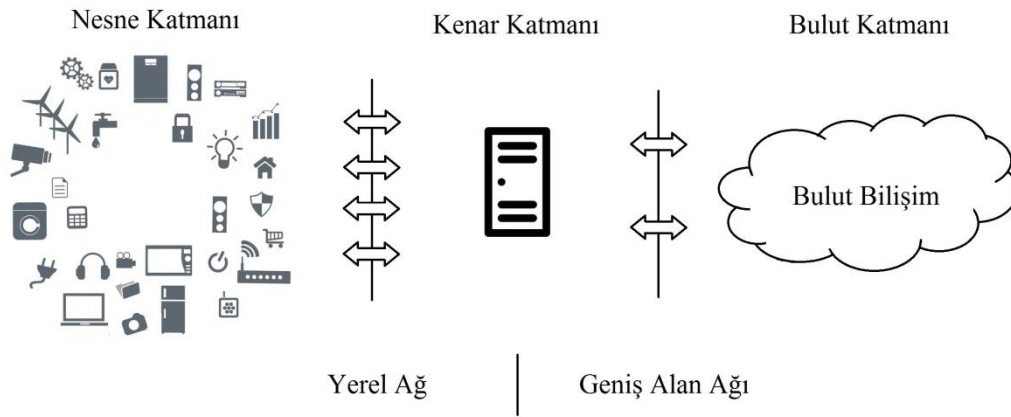 Nesne Katmanı
Kenar Katmanı
Bulut Katmanı
Bulut Bilişim
Yerel Ağ
Geniş Alan Ağı